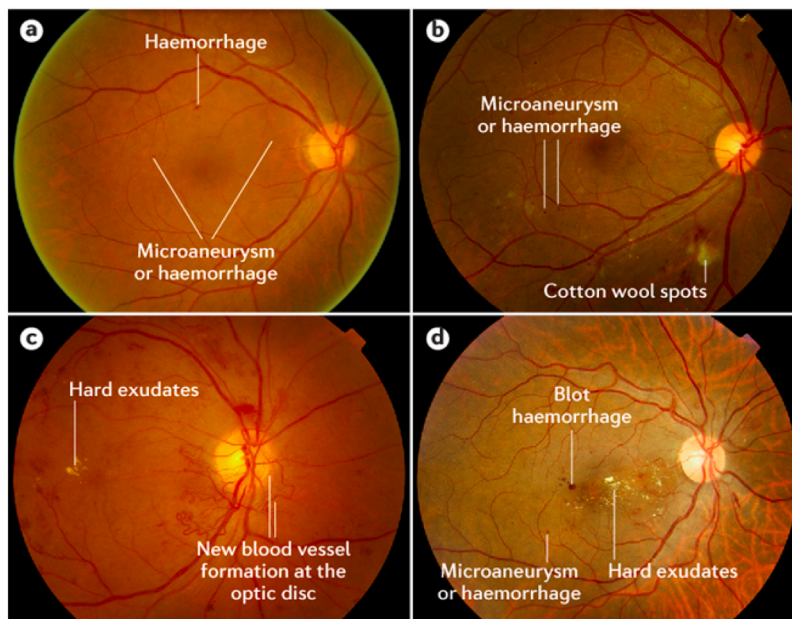 a
Haemorrhage
Microaneurysm
or haemorrhage
b
Microaneurysm
or haemorrhage
Cotton wool spots
c
Hard exudates
New blood vessel
formation at the
optic disc
d
Blot
haemorrhage
Microaneurysm
or haemorrhage
Hard exudates